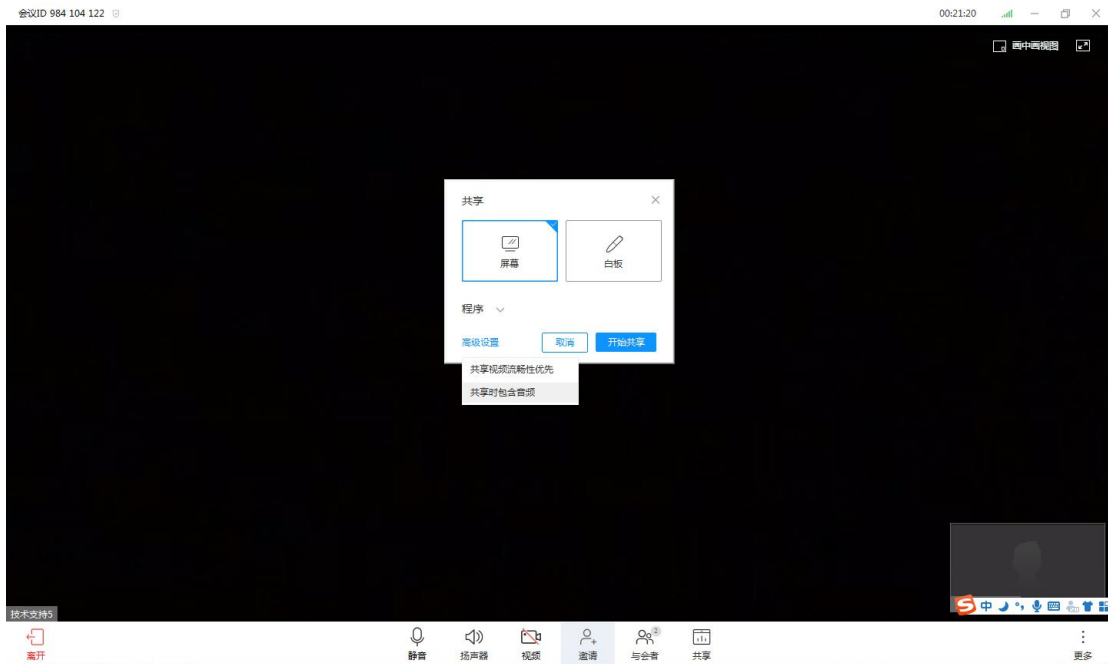 会议ID 984 104 122
00:21:20
画中画视图
共享
屏幕
白板
程序
高级设置
取消
开始共享
共享视频流畅性优先
共享时包含音频
技术支持5
中
离开
静音
扬声器
视频
邀请
与会者
2
共享
更多